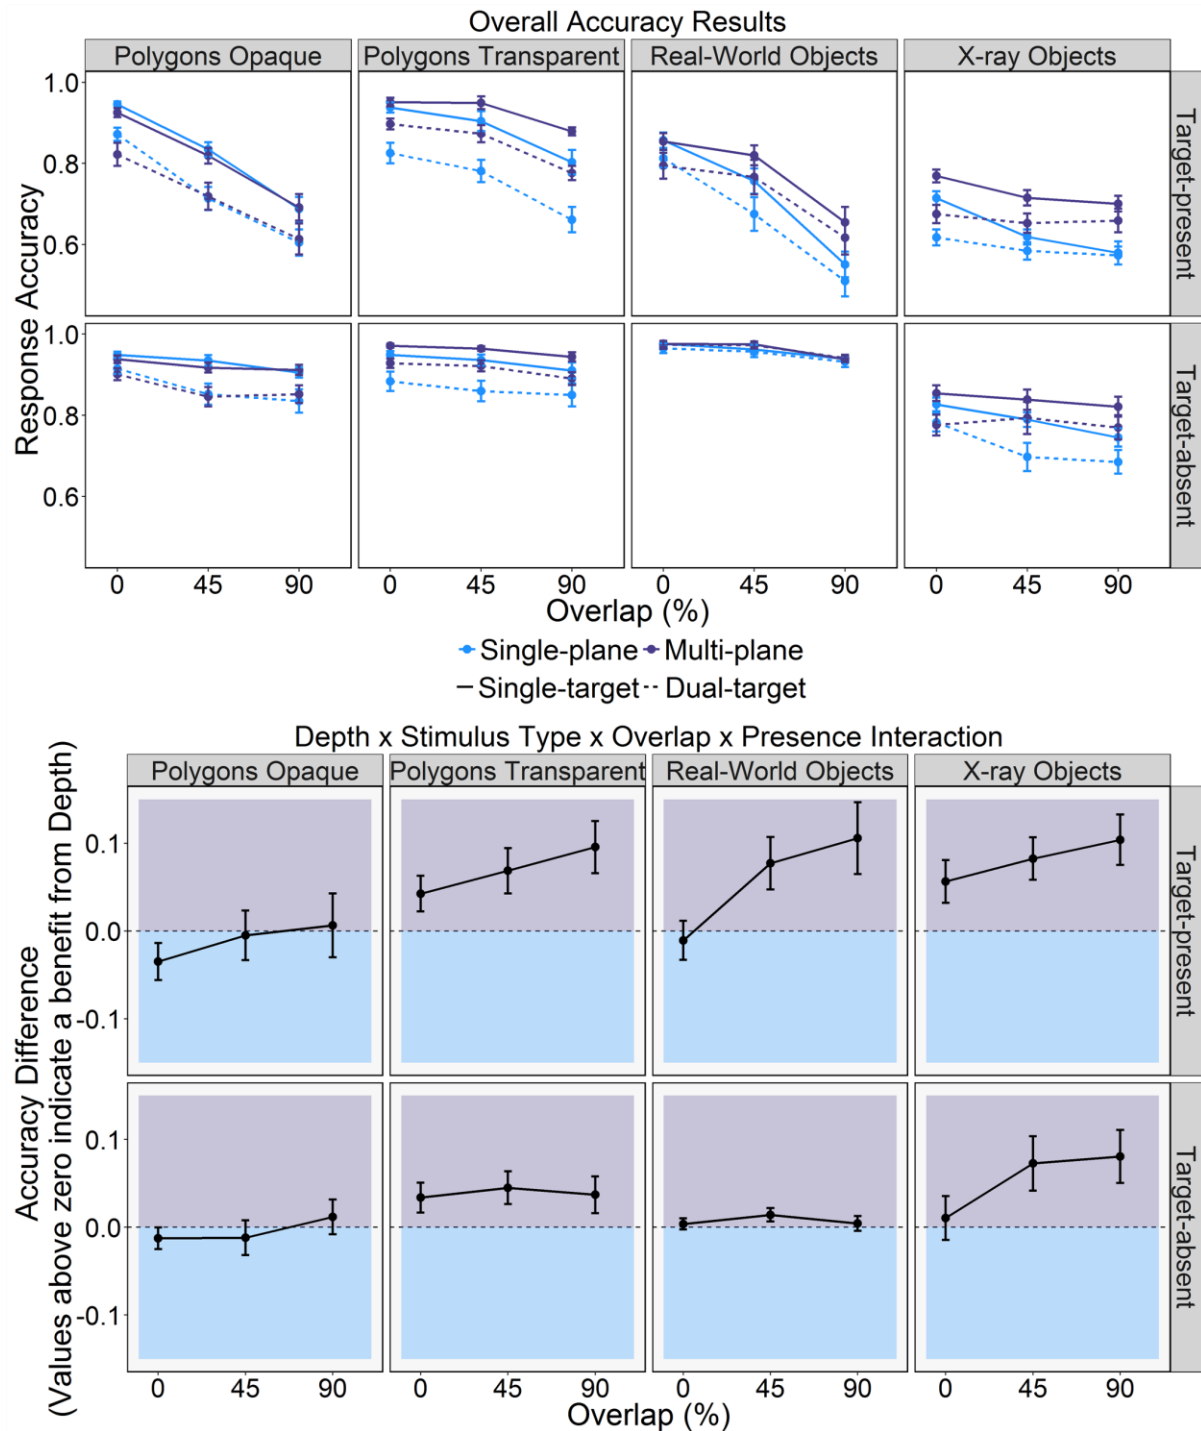 Overall Accuracy Results
Polygons Opaque
Polygons Transparent
Real-World Objects
X-ray Objects
Response Accuracy
1.0
0.8
0.6
Target-present
1.0
0.8
0.6
Target-absent
0 45 90
0 45 90
0 45 90
0 45 90
Overlap (%)
Single-plane Multi-plane
Single-target Dual-target
Depth x Stimulus Type x Overlap x Presence Interaction
Polygons Opaque
Polygons Transparent
Real-World Objects
X-ray Objects
Accuracy Difference
(Values above zero indicate a benefit from Depth)
0.1
0.0
-0.1
Target-present
0.1
0.0
-0.1
Target-absent
0 45 90
0 45 90
0 45 90
0 45 90
Overlap (%)